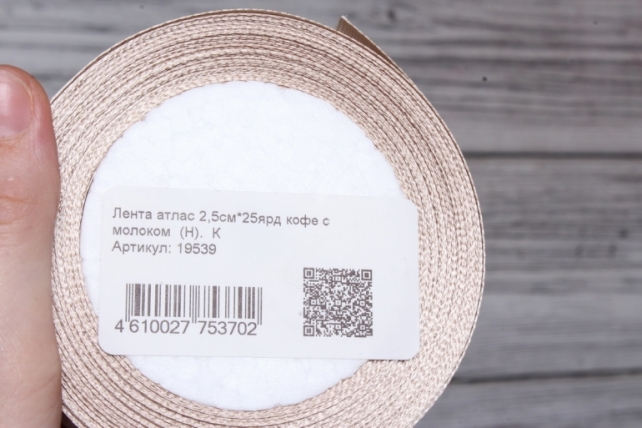 Лента атлас 2,5см*25ярд кофе с
молоком (Н). К
Артикул: 19539
4 610027 753702